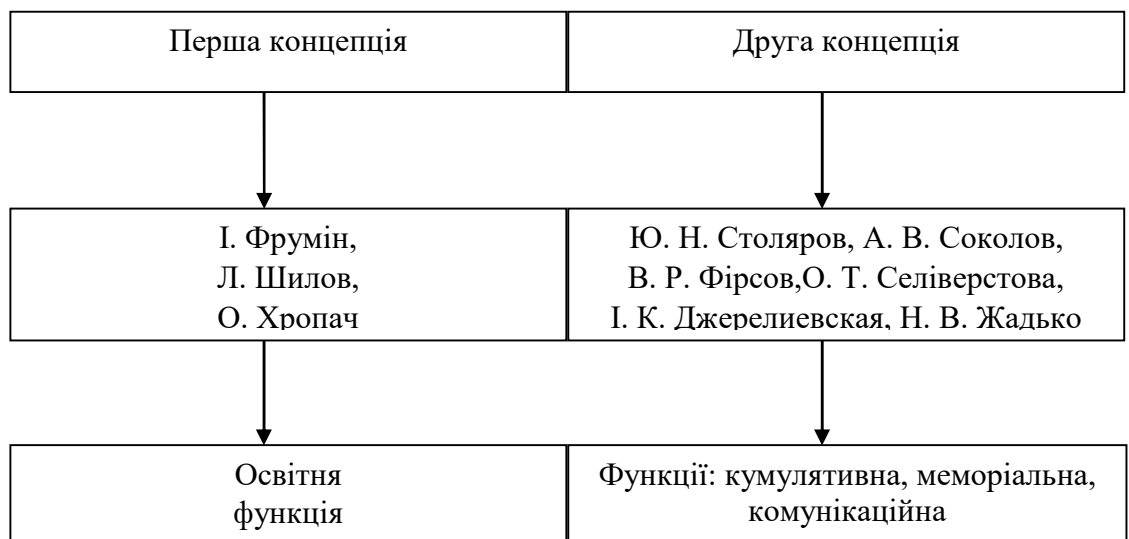 Перша концепція
Друга концепція
І. Фрумін,
Л. Шилов,
О. Хропач
Ю. Н. Столяров, А. В. Соколов,
В. Р. Фірсов,О. Т. Селіверстова,
І. К. Джерелиевская, Н. В. Жадько
Освітня
функція
Функції: кумулятивна, меморіальна,
комунікаційна